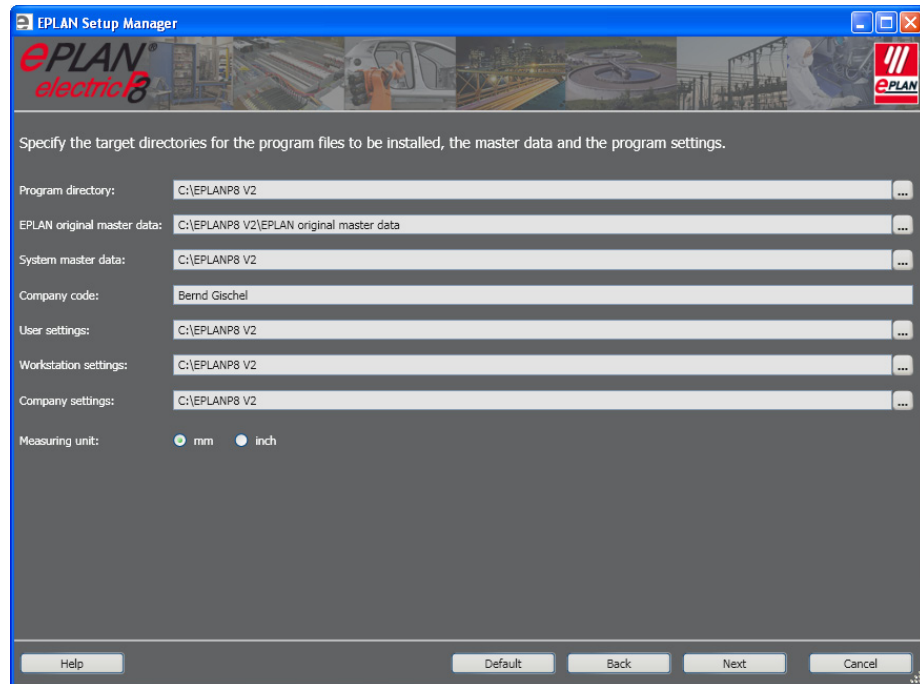 EPLAN Setup Manager
ePLAN®
electric P8
ePLAN
Specify the target directories for the program files to be installed, the master data and the program settings.
Program directory: C:\EPLANP8 V2 ...
EPLAN original master data: C:\EPLANP8 V2\EPLAN original master data ...
System master data: C:\EPLANP8 V2 ...
Company code: Bernd Gischel
User settings: C:\EPLANP8 V2 ...
Workstation settings: C:\EPLANP8 V2 ...
Company settings: C:\EPLANP8 V2 ...
Measuring unit: mm inch
Help Default Back Next Cancel